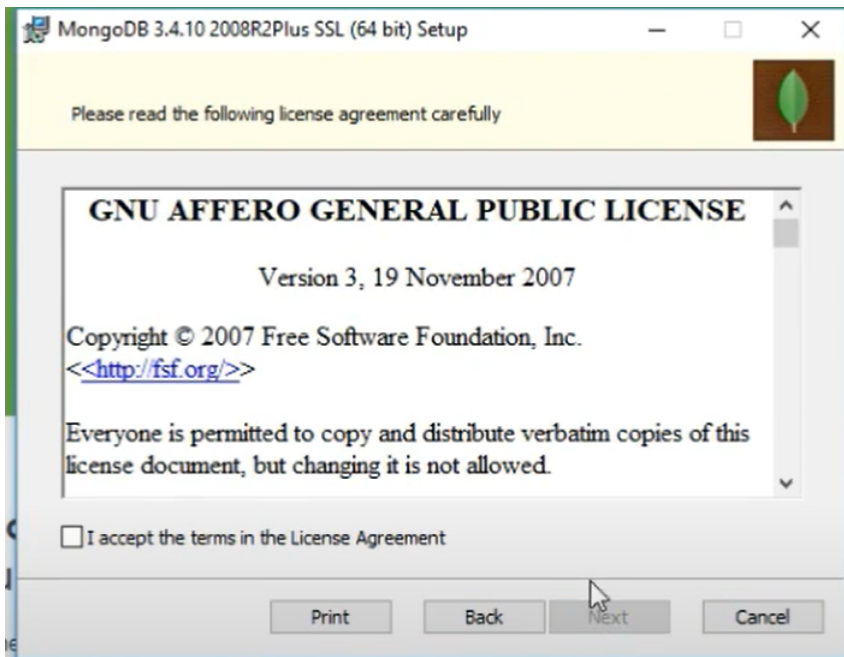 MongoDB 3.4.10 2008R2Plus SSL (64 bit) Setup
Please read the following license agreement carefully
GNU AFFERO GENERAL PUBLIC LICENSE
Version 3, 19 November 2007
Copyright © 2007 Free Software Foundation, Inc.
<<http://fsf.org/>>
Everyone is permitted to copy and distribute verbatim copies of this
license document, but changing it is not allowed.
I accept the terms in the License Agreement
Print Back Next Cancel